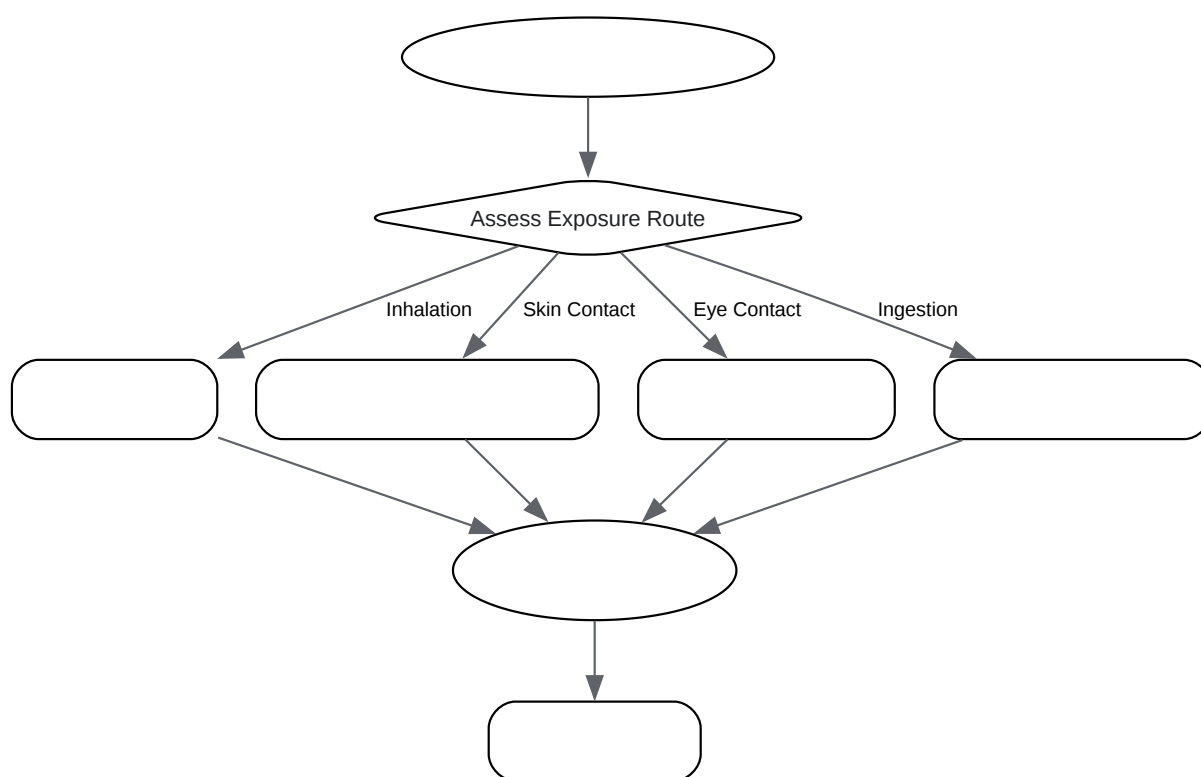 Assess Exposure Route
Inhalation
Skin Contact
Eye Contact
Ingestion